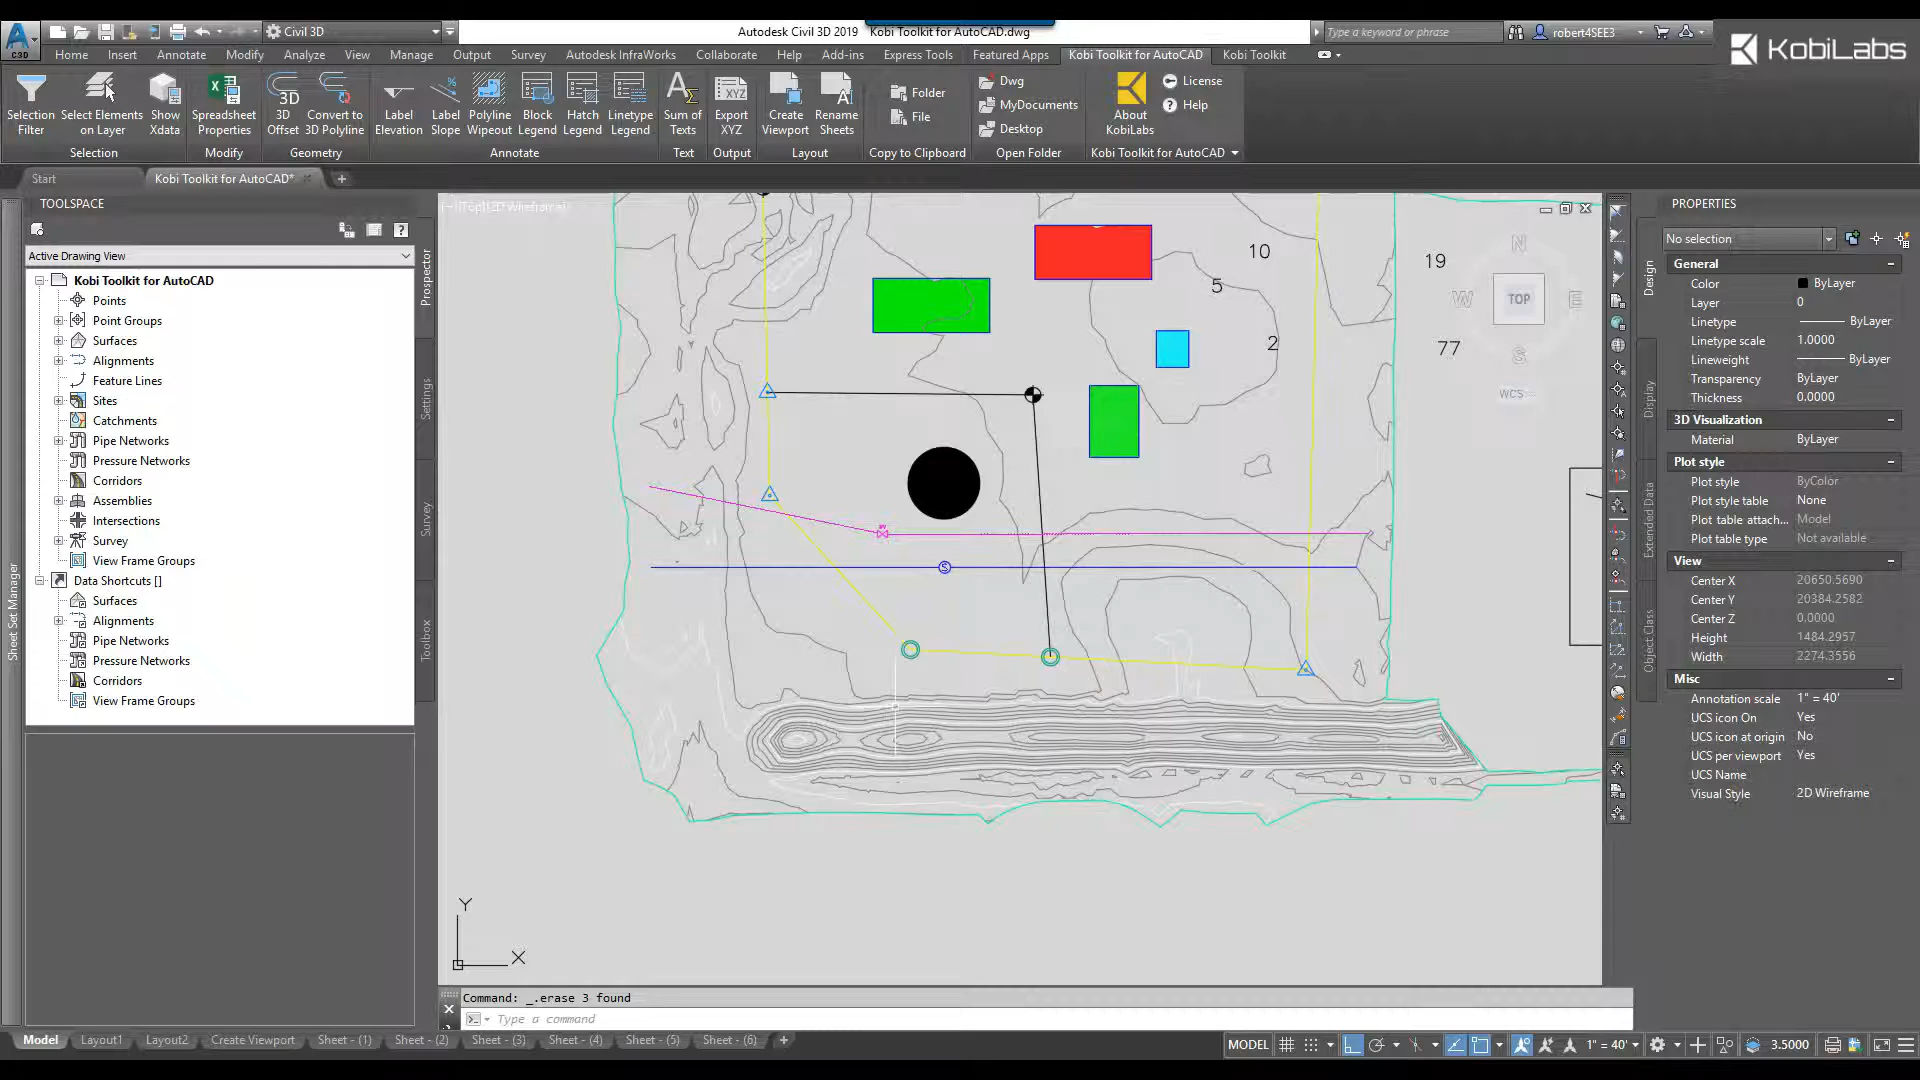 Civil 3D
Autodesk Civil 3D 2019 Kobi Toolkit for AutoCAD.dwg
Type a keyword or phrase
robert4SEE3
KobiLabs
C3D
Home Insert Annotate Modify Analyze View Manage Output Survey Autodesk InfraWorks Collaborate Help Add-ins Express Tools Featured Apps Kobi Toolkit for AutoCAD Kobi Toolkit
Selection Filter
Select Elements on Layer
Show Xdata
Spreadsheet Properties
3D
3D Offset
Convert to 3D Polyline
Label Elevation
Label Slope
Polyline Wipeout
Block Legend
Hatch Legend
Linetype Legend
Sum of Texts
XYZ
Export XYZ
Create Viewport
Rename Sheets
Folder
File
Dwg
MyDocuments
Desktop
About KobiLabs
License
Help
Selection Modify Geometry Annotate Text Output Layout Copy to Clipboard Open Folder Kobi Toolkit for AutoCAD
Start
Kobi Toolkit for AutoCAD*
TOOLSPACE
Active Drawing View
Kobi Toolkit for AutoCAD
Points
Point Groups
Surfaces
Alignments
Feature Lines
Sites
Catchments
Pipe Networks
Pressure Networks
Corridors
Assemblies
Intersections
Survey
View Frame Groups
Data Shortcuts []
Surfaces
Alignments
Pipe Networks
Pressure Networks
Corridors
View Frame Groups
Prospector
Settings
Survey
Toolbox
Sheet Set Manager
[–][Top][2D Wireframe]
10
5
2
19
77
N
W
TOP
E
S
WCS
S
Y
X
PROPERTIES
No selection
Design
Display
Extended Data
Object Class
General
Color ByLayer
Layer 0
Linetype ByLayer
Linetype scale 1.0000
Lineweight ByLayer
Transparency ByLayer
Thickness 0.0000
3D Visualization
Material ByLayer
Plot style
Plot style ByColor
Plot style table None
Plot table attach... Model
Plot table type Not available
View
Center X 20650.5690
Center Y 20384.2582
Center Z 0.0000
Height 1484.2957
Width 2274.3556
Misc
Annotation scale 1" = 40'
UCS icon On Yes
UCS icon at origin No
UCS per viewport Yes
UCS Name
Visual Style 2D Wireframe
Command: _.erase 3 found
Type a command
Model Layout1 Layout2 Create Viewport Sheet - (1) Sheet - (2) Sheet - (3) Sheet - (4) Sheet - (5) Sheet - (6)
MODEL
1" = 40'
3.5000